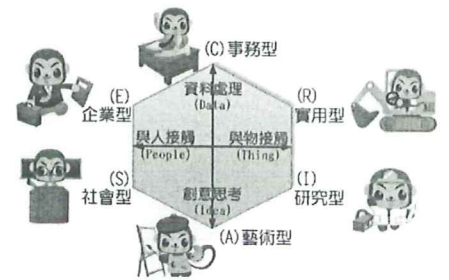 (C)事務型
資料處理
(Data)
(E)
企業型
(R)
實用型
與人接觸
(People)
與物接觸
(Thing)
(S)
社會型
創意思考
(Idea)
(I)
研究型
(A)藝術型